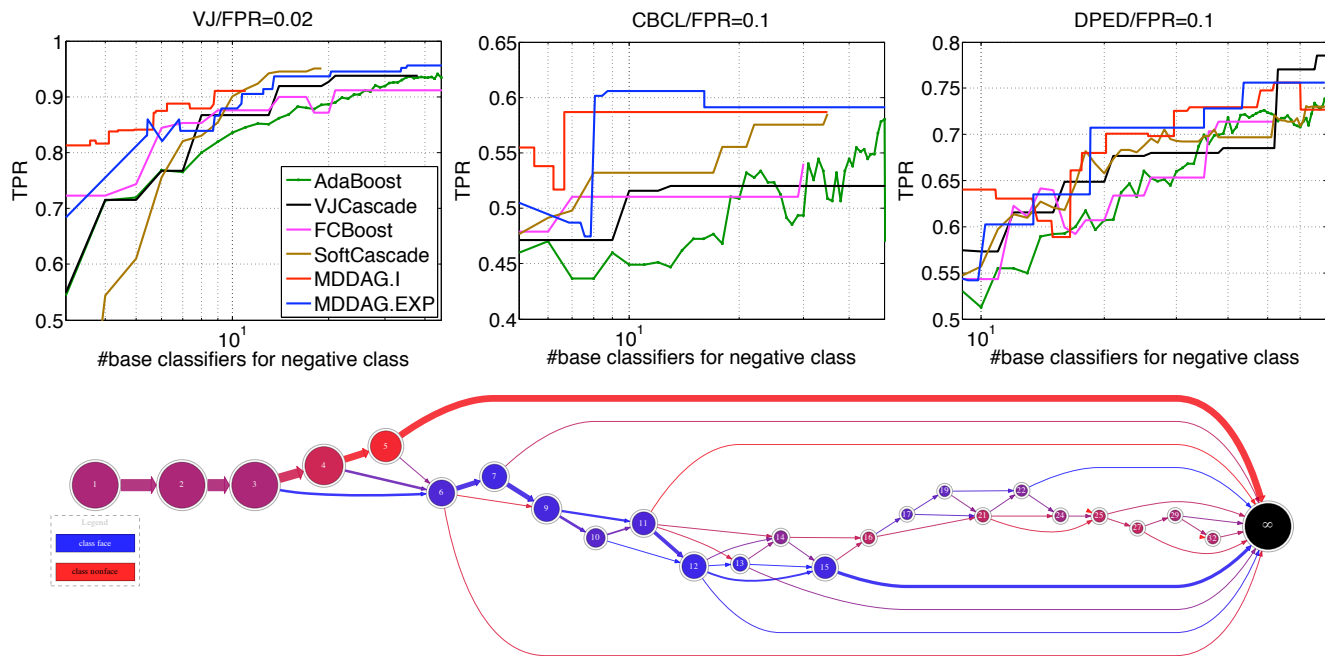 VJ/FPR=0.02
1
0.9
0.8
0.7
0.6
0.5
TPR
10^1
#base classifiers for negative class
AdaBoost
VJCascade
FCBoost
SoftCascade
MDDAG.I
MDDAG.EXP
CBCL/FPR=0.1
0.65
0.6
0.55
0.5
0.45
0.4
TPR
10^1
#base classifiers for negative class
DPED/FPR=0.1
0.8
0.75
0.7
0.65
0.6
0.55
0.5
TPR
10^1
#base classifiers for negative class
1
2
3
4
5
6
7
9
10
11
12
13
14
15
16
17
19
21
22
24
25
27
29
32
∞
Legend
class face
class nonface